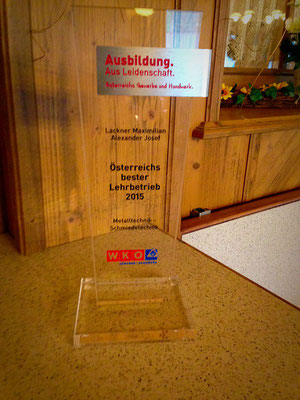 Ausbildung.
Aus Leidenschaft.
Österreichs Gewerbe und Handwerk.
Lackner Maximilian
Alexander Josef
Österreichs
bester
Lehrbetrieb
2015
Metalltechnik -
Schmiedetechnik
WKO